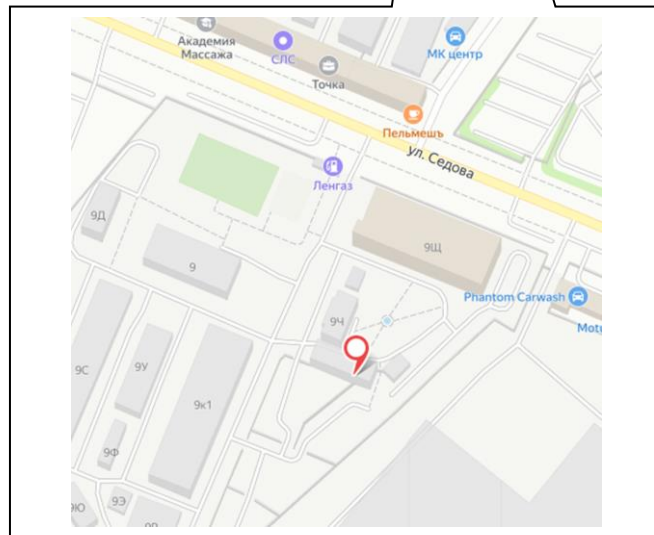 Академия
Массажа
СЛС
Точка
МК центр
Пельмешъ
ул. Седова
Ленгаз
9Д
9
9Щ
Phantom Carwash
9Ч
9С
9У
9к1
9Ф
9Э
9Ю